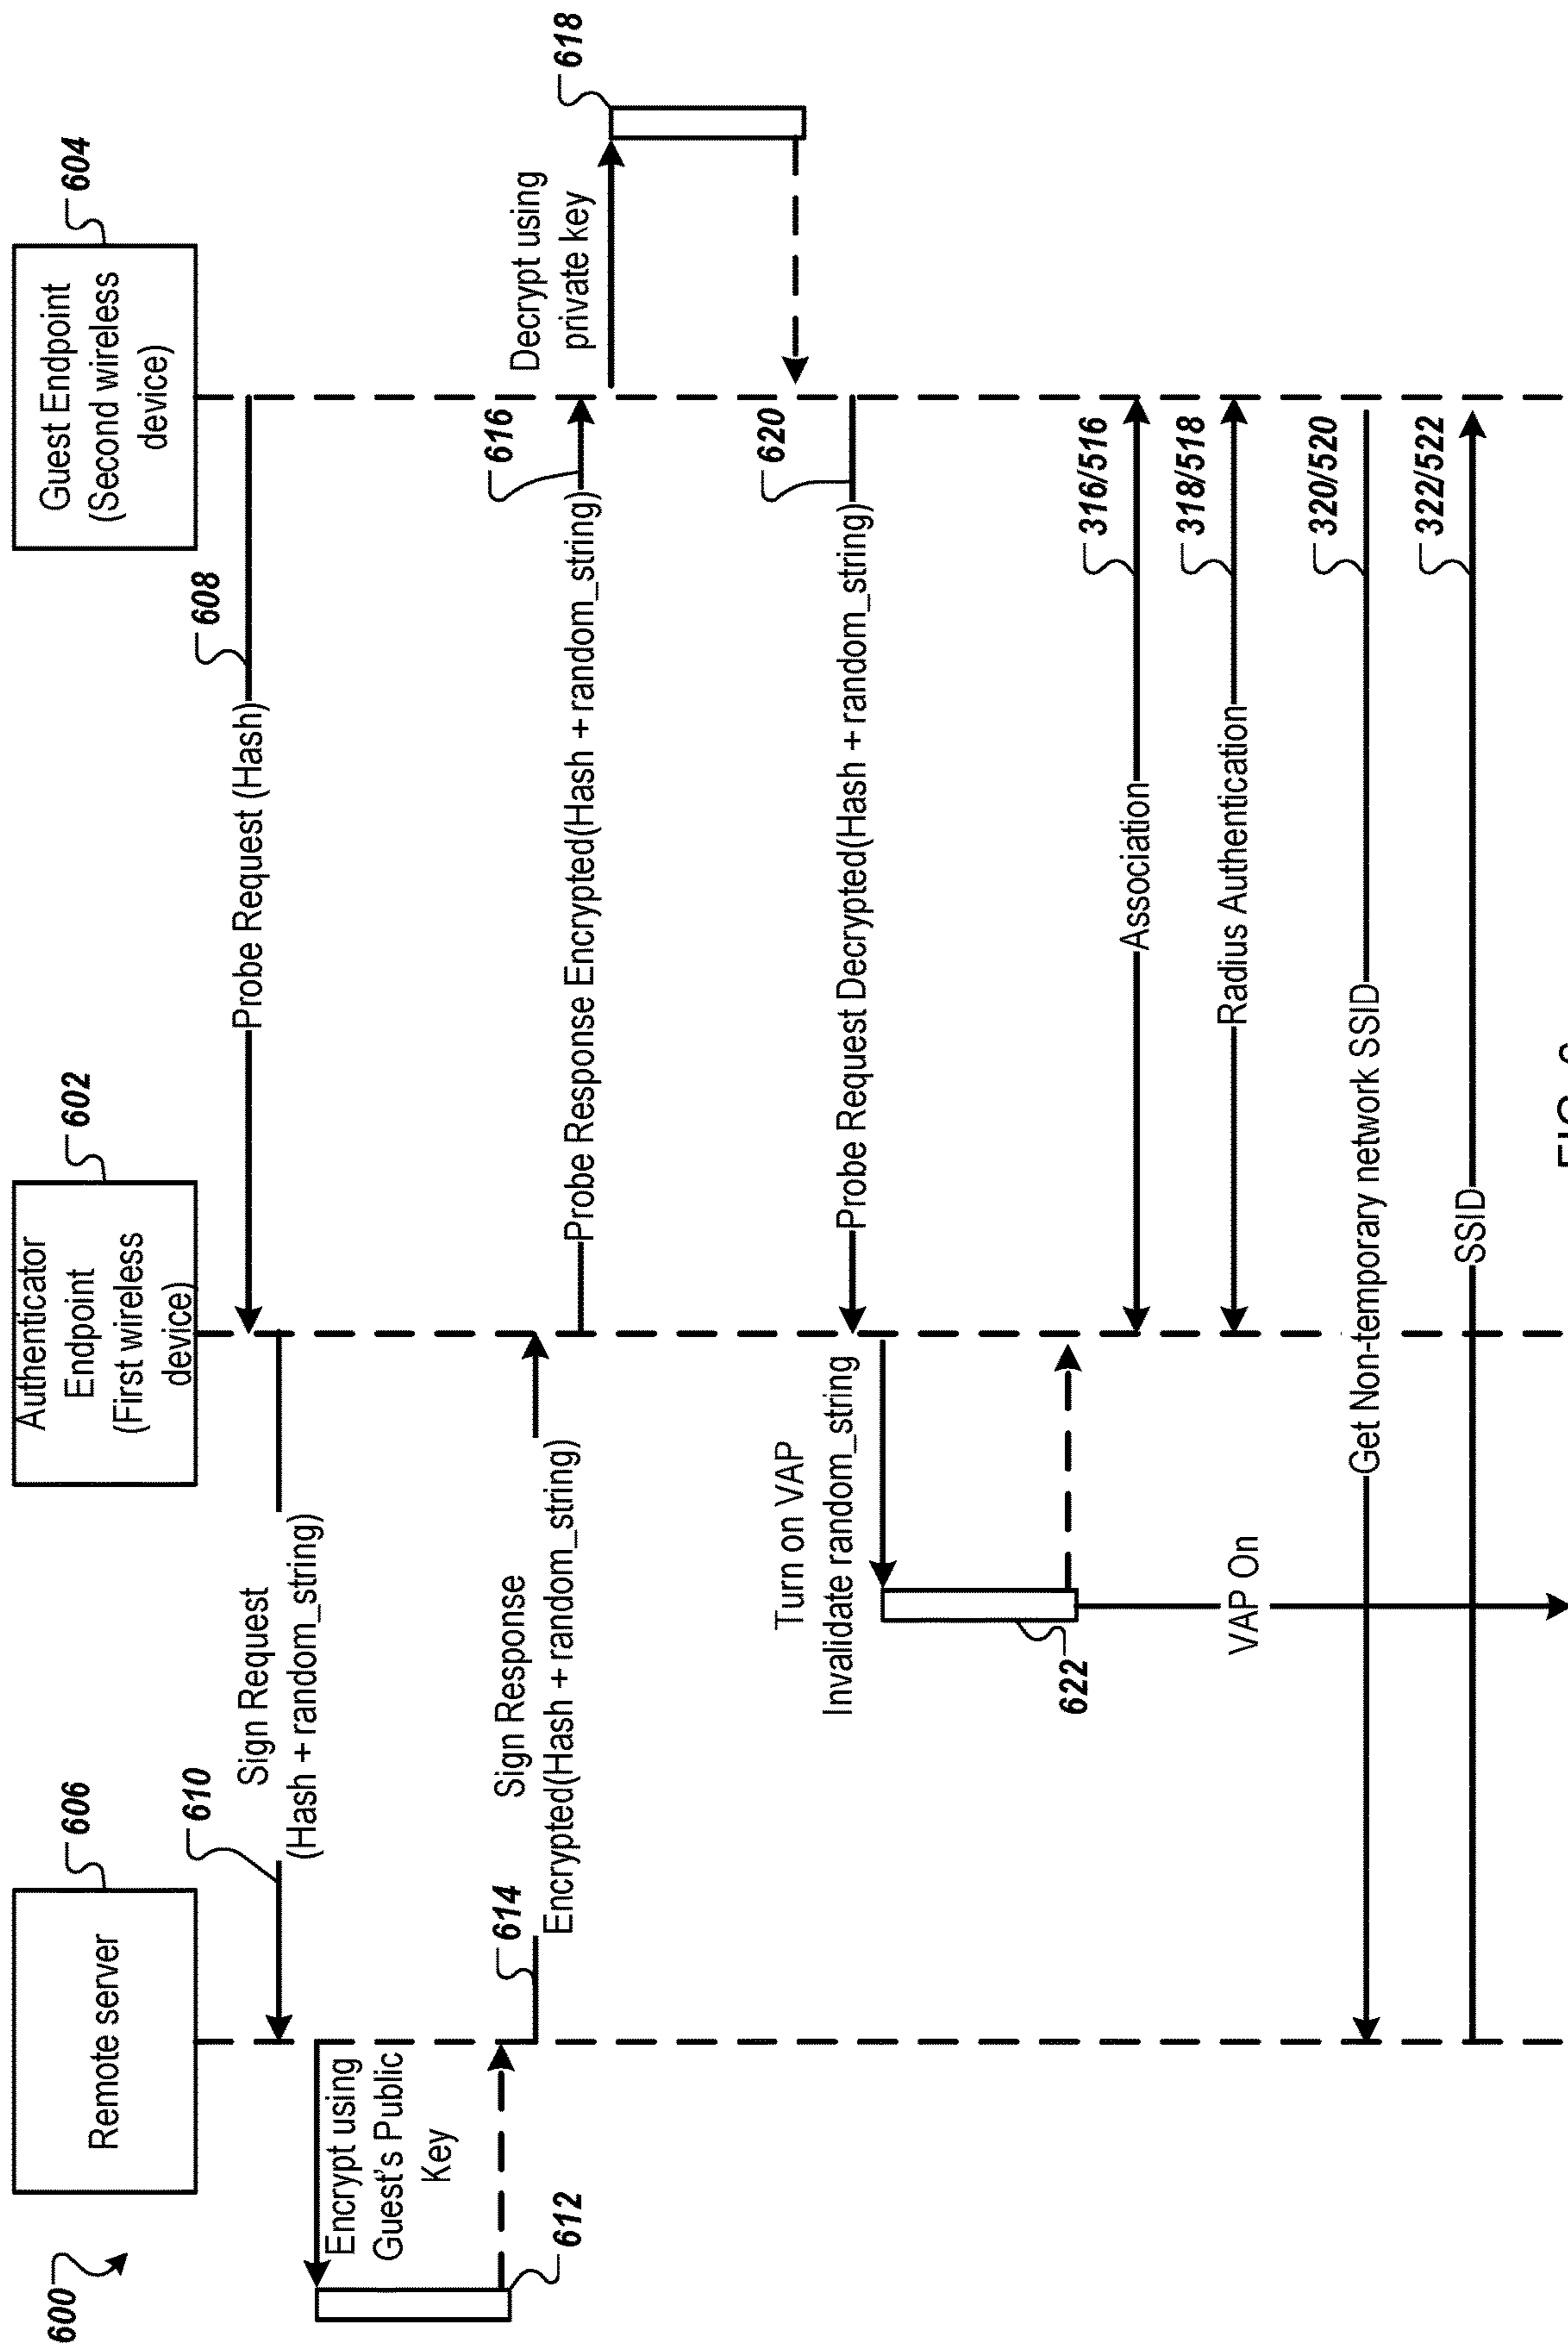 600
Remote server
606
Authenticator
Endpoint
(First wireless
device)
602
Guest Endpoint
(Second wireless
device)
604
Probe Request (Hash)
608
Sign Request
(Hash + random_string)
610
Encrypt using
Guest's Public
Key
612
Sign Response
Encrypted(Hash + random_string)
614
Probe Response Encrypted(Hash + random_string)
616
Decrypt using
private key
618
Probe Request Decrypted(Hash + random_string)
620
Turn on VAP
Invalidate random_string
622
VAP On
Association
316/516
Radius Authentication
318/518
Get Non-temporary network SSID
320/520
SSID
322/522
FIG.